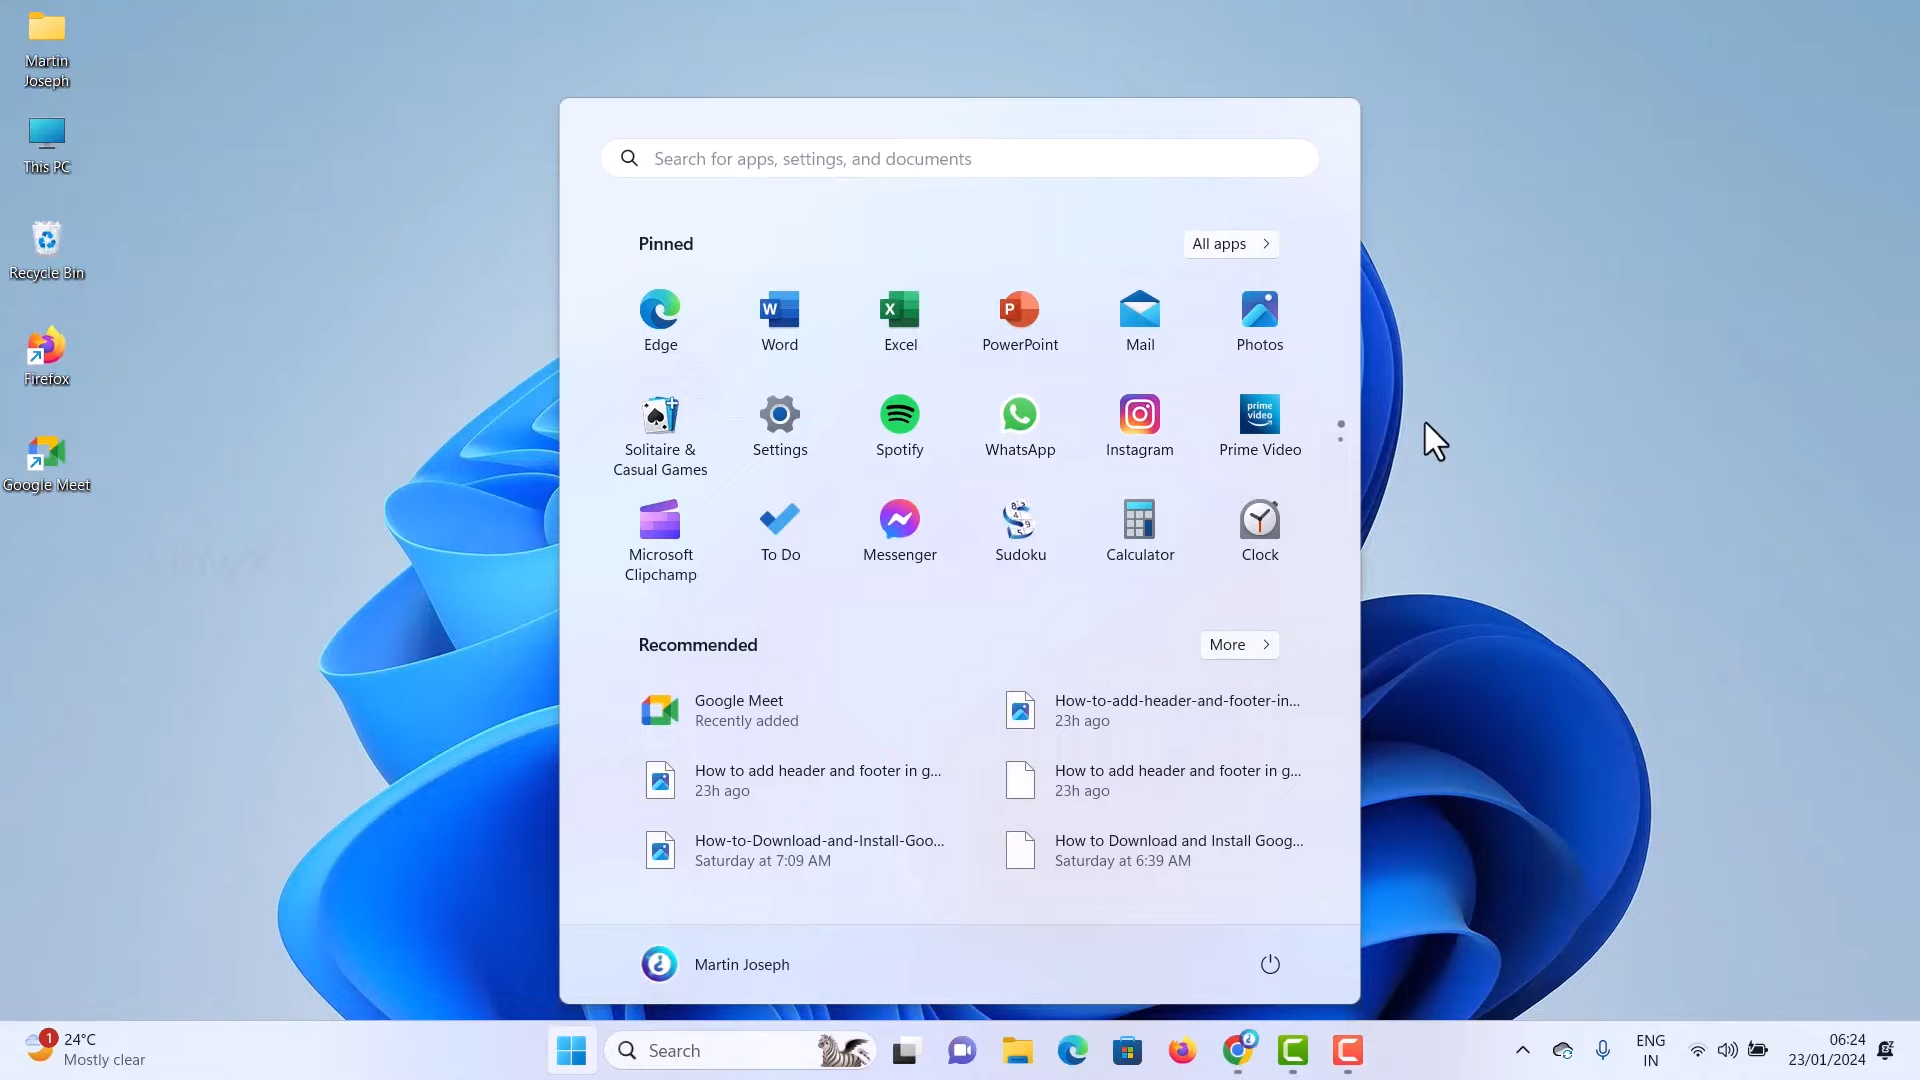 Martin
Joseph
This PC
Recycle Bin
Firefox
Google Meet
Search for apps, settings, and documents
Pinned
All apps
Edge
Word
Excel
PowerPoint
Mail
Photos
Solitaire &
Casual Games
Settings
Spotify
WhatsApp
Instagram
prime
video
Prime Video
Microsoft
Clipchamp
To Do
Messenger
Sudoku
Calculator
Clock
Recommended
More
Google Meet
Recently added
How-to-add-header-and-footer-in...
23h ago
How to add header and footer in g...
23h ago
How to add header and footer in g...
23h ago
How-to-Download-and-Install-Goo...
Saturday at 7:09 AM
How to Download and Install Goog...
Saturday at 6:39 AM
Martin Joseph
1
24°C
Mostly clear
Search
ENG
IN
06:24
23/01/2024